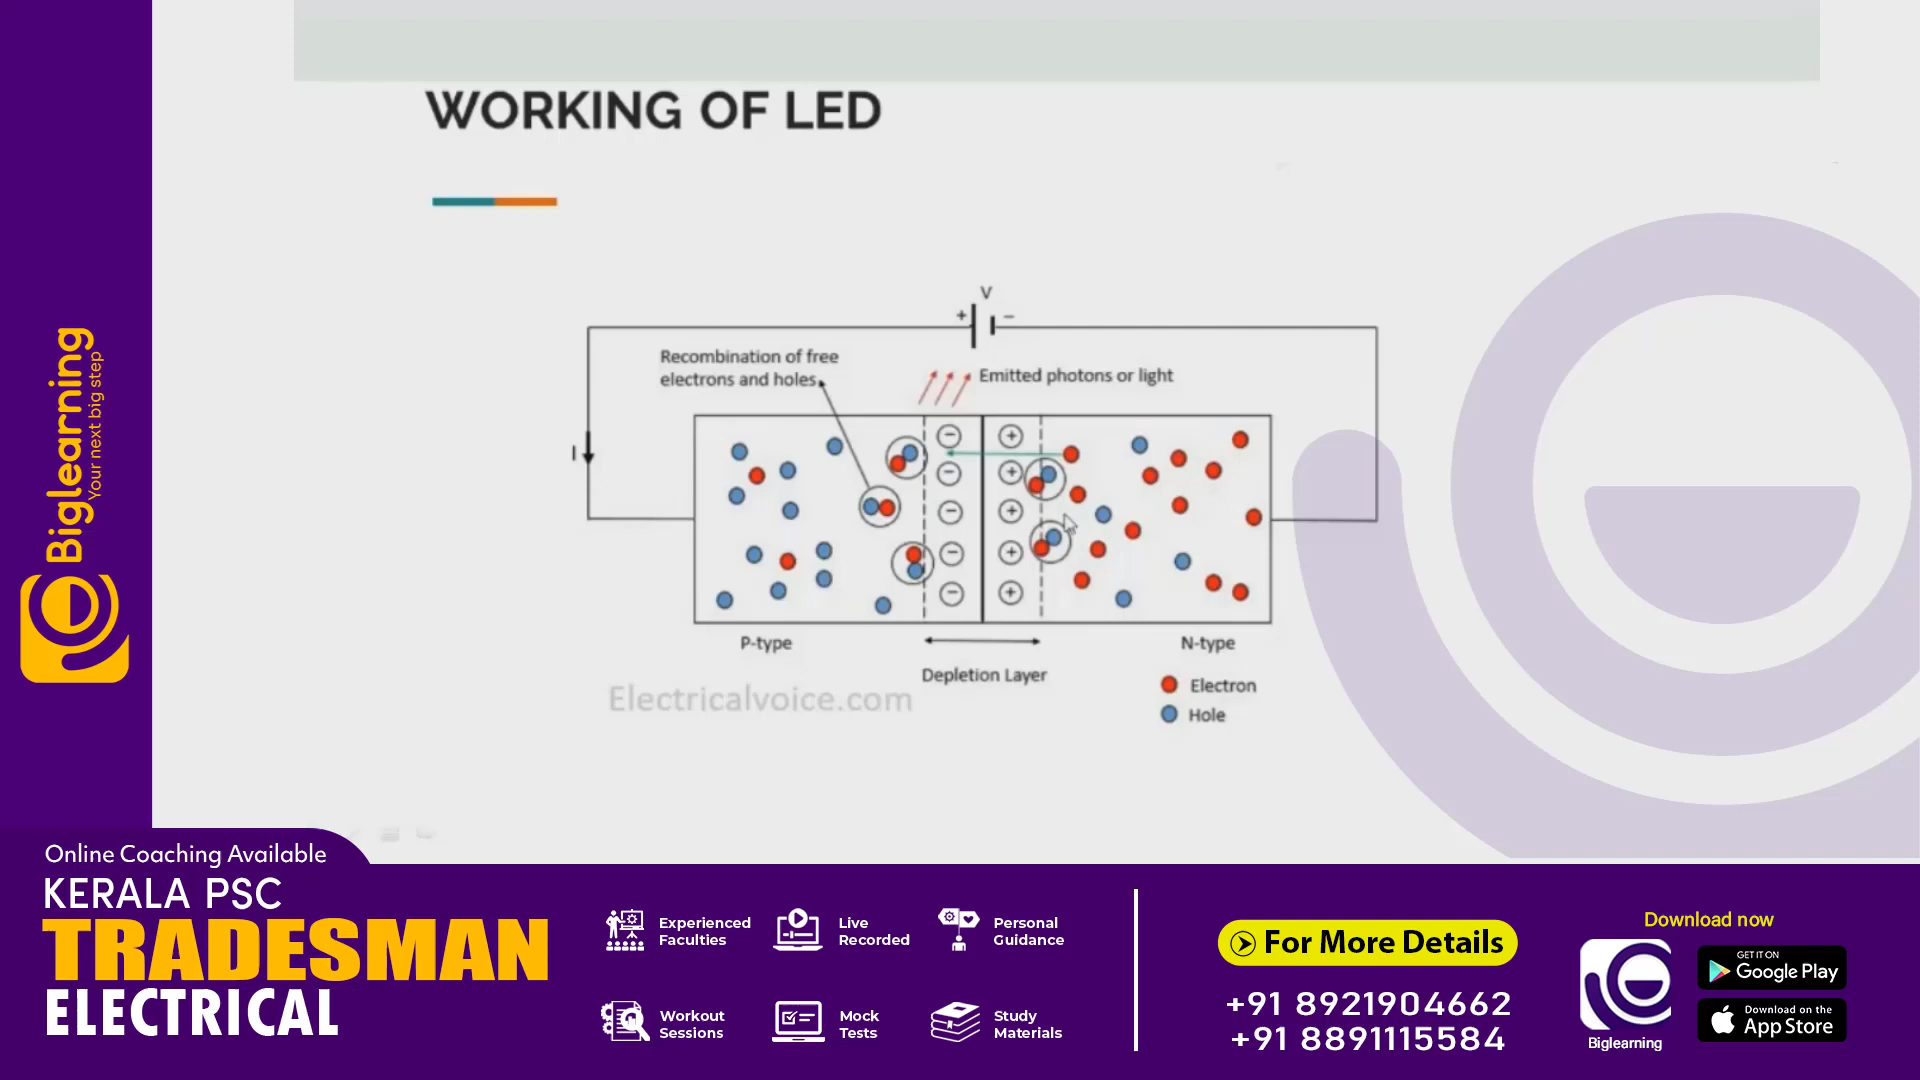 WORKING OF LED
V
+
−
Recombination of free
electrons and holes
Emitted photons or light
I
P-type
N-type
Depletion Layer
Electron
Hole
Electricalvoice.com
Biglearning
Your next big step
Online Coaching Available
KERALA PSC
TRADESMAN
ELECTRICAL
Experienced
Faculties
Live
Recorded
Personal
Guidance
Workout
Sessions
Mock
Tests
Study
Materials
For More Details
+91 8921904662
+91 8891115584
Download now
Biglearning
GET IT ON
Google Play
Download on the
App Store